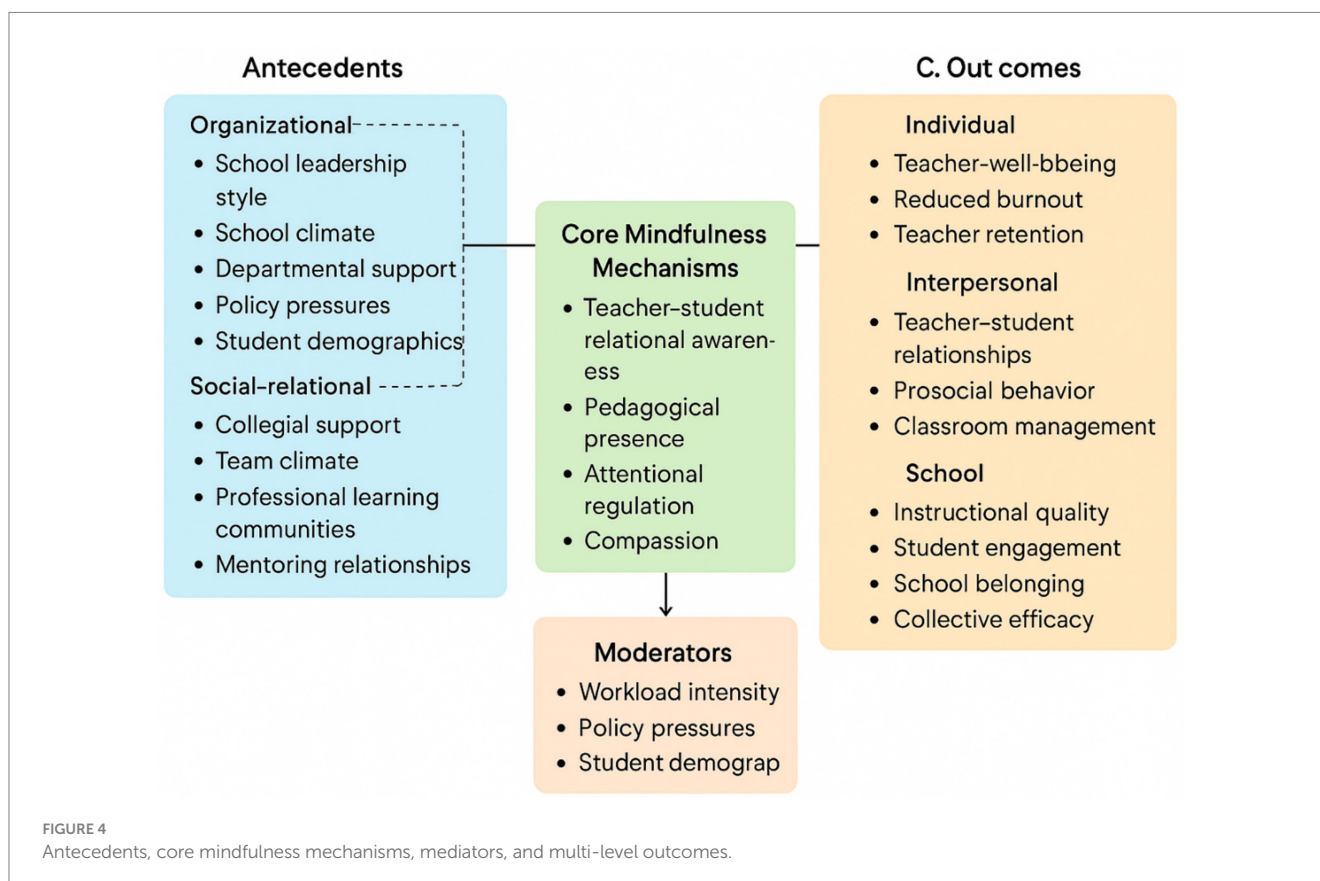 Antecedents
Organizational
• School leadership
style
• School climate
• Departmental support
• Policy pressures
• Student demographics
Social–relational
• Collegial support
• Team climate
• Professional learning
communities
• Mentoring relationships
Core Mindfulness
Mechanisms
• Teacher–student
relational awaren-
ess
• Pedagogical
presence
• Attentional
regulation
• Compassion
Moderators
• Workload intensity
• Policy pressures
• Student demograp
C. Out comes
Individual
• Teacher-well-bbeing
• Reduced burnout
• Teacher retention
Interpersonal
• Teacher–student
relationships
• Prosocial behavior
• Classroom management
School
• Instructional quality
• Student engagement
• School belonging
• Collective efficacy
FIGURE 4
Antecedents, core mindfulness mechanisms, mediators, and multi-level outcomes.